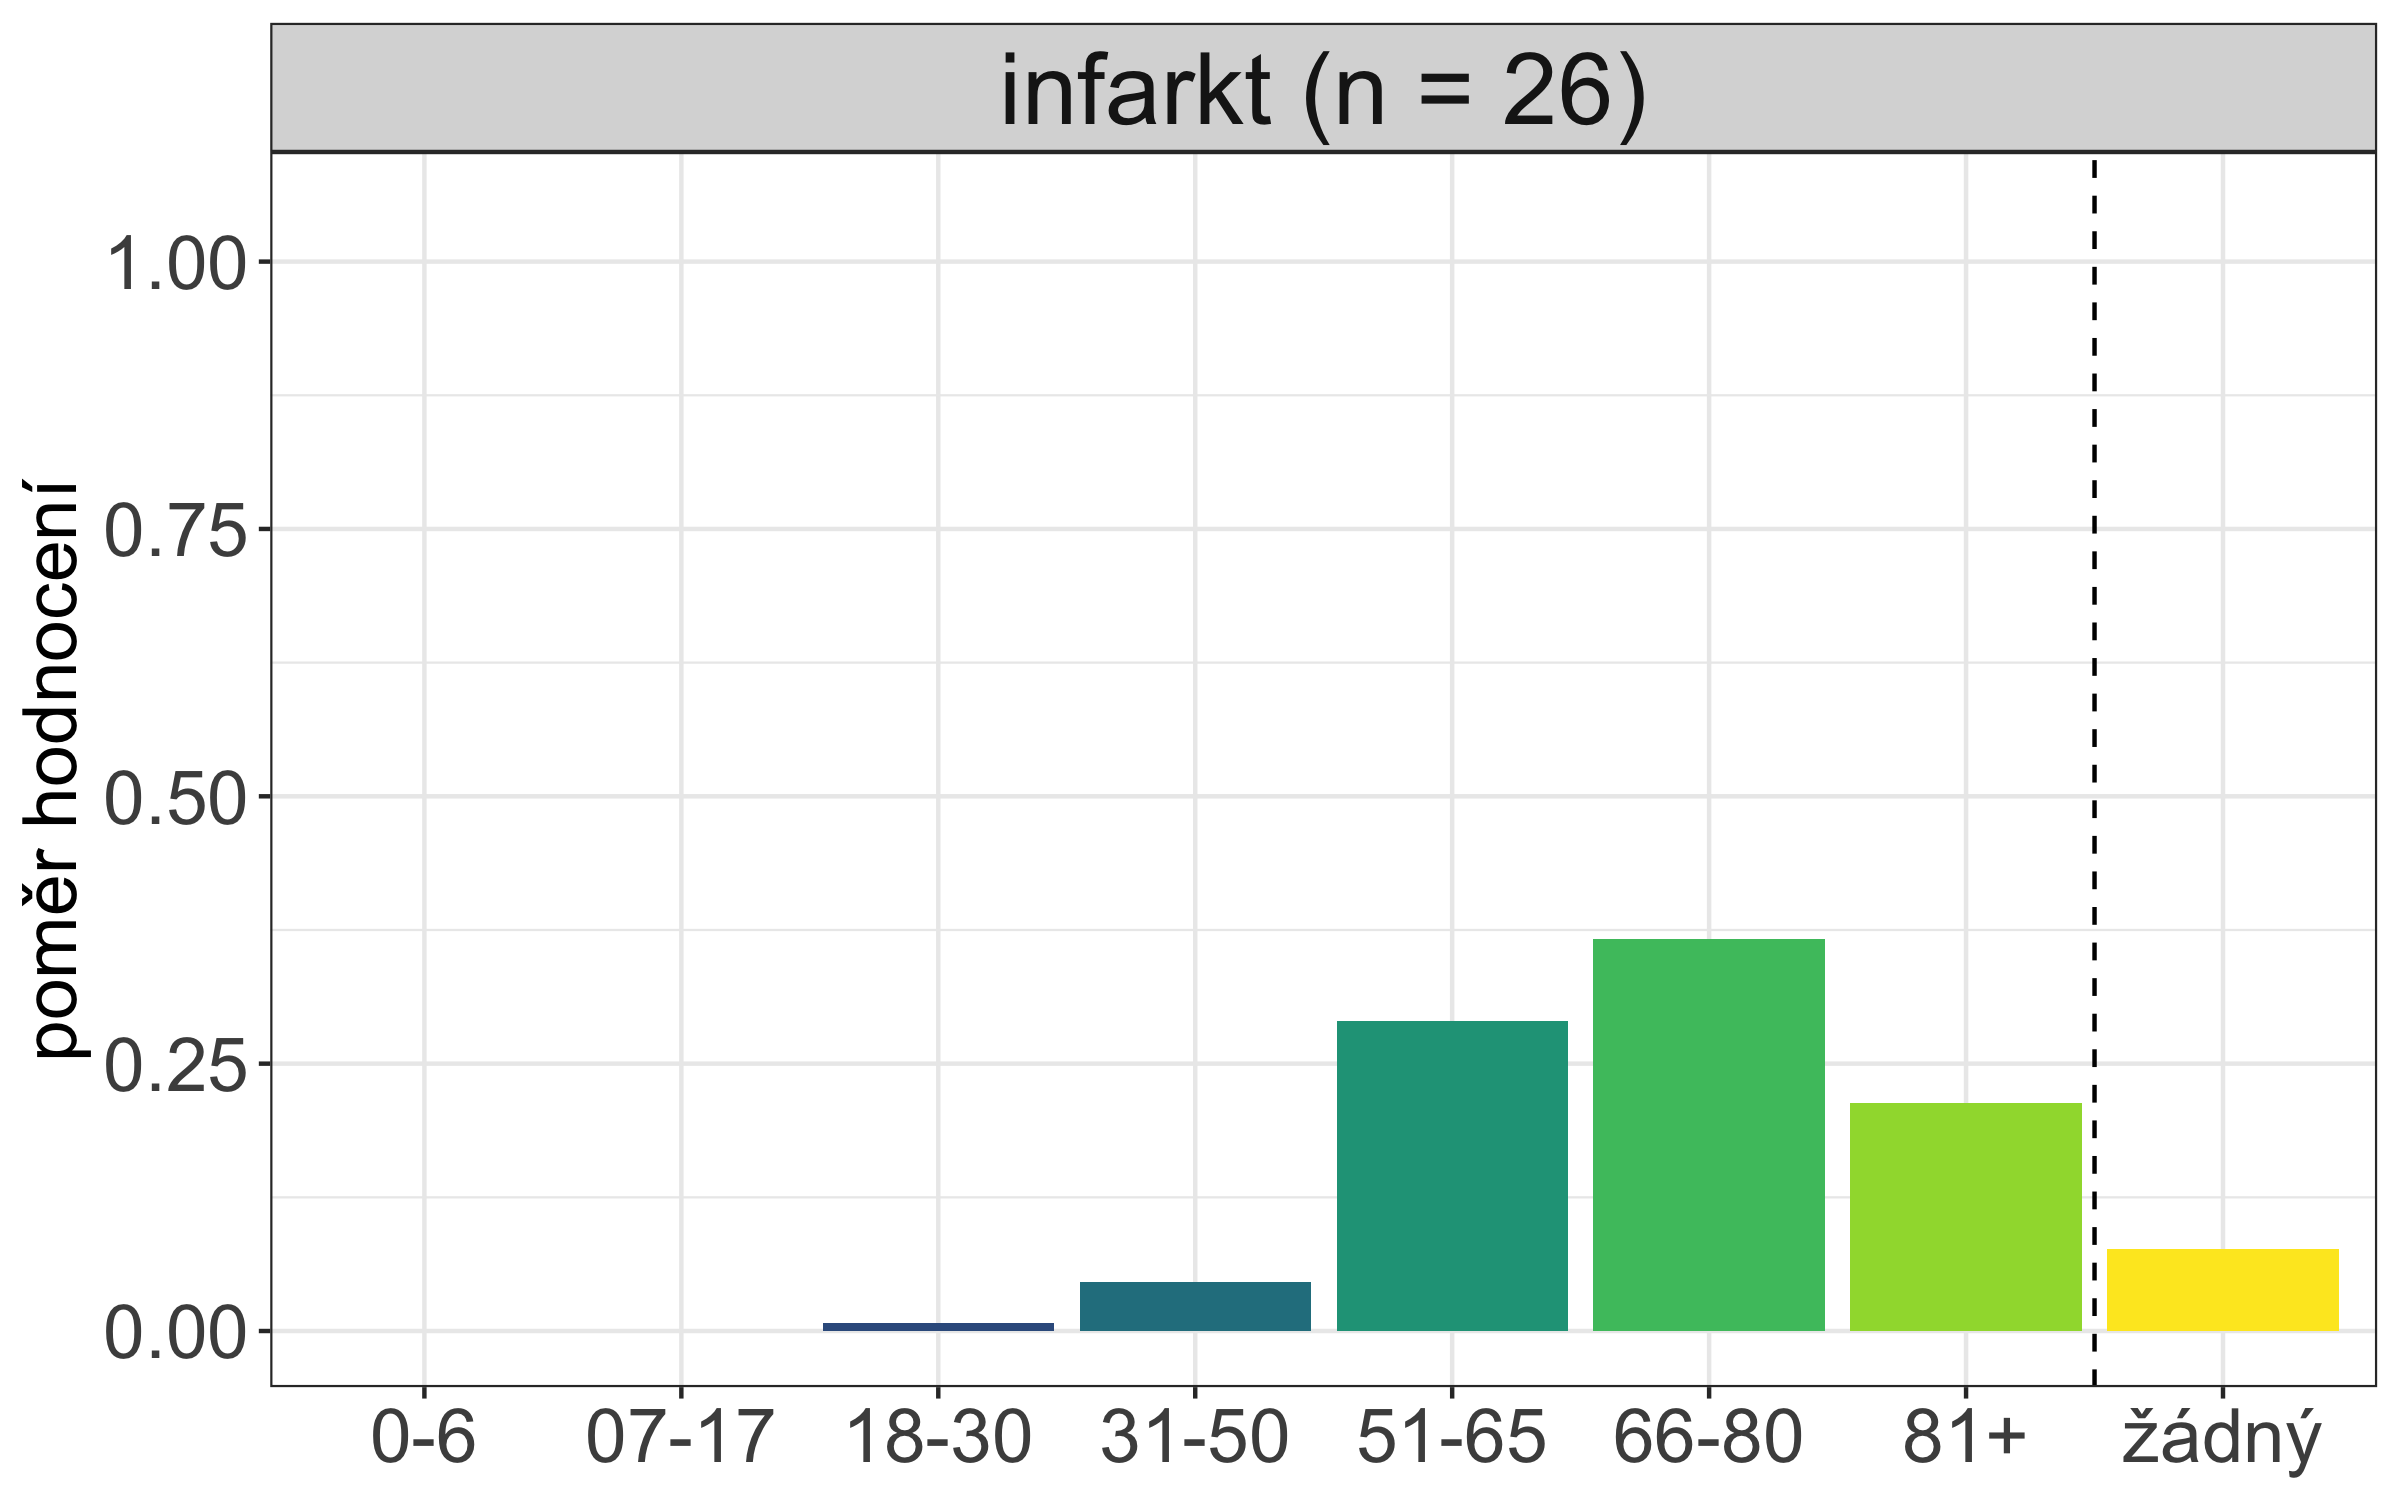 infarkt (n = 26)
poměr hodnocení
1.00
0.75
0.50
0.25
0.00
0-6 07-17 18-30 31-50 51-65 66-80 81+ žádný